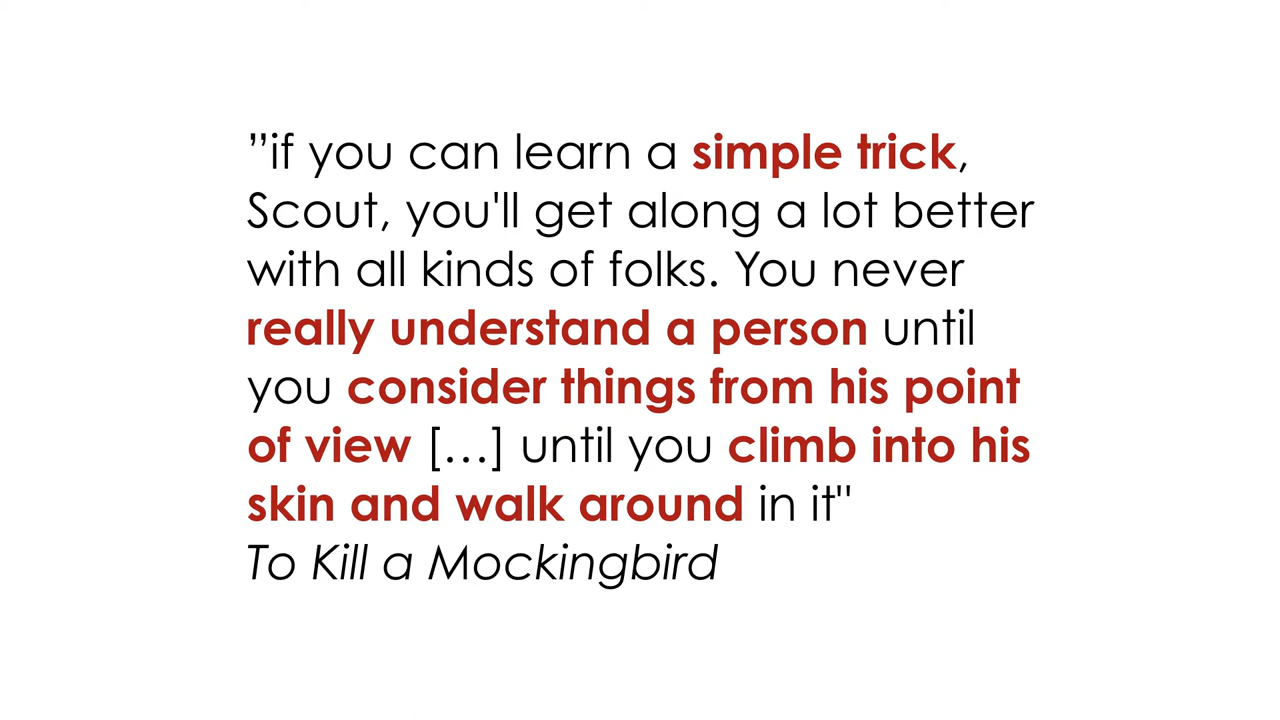 ”if you can learn a simple trick,
Scout, you'll get along a lot better
with all kinds of folks. You never
really understand a person until
you consider things from his point
of view […] until you climb into his
skin and walk around in it"
To Kill a Mockingbird